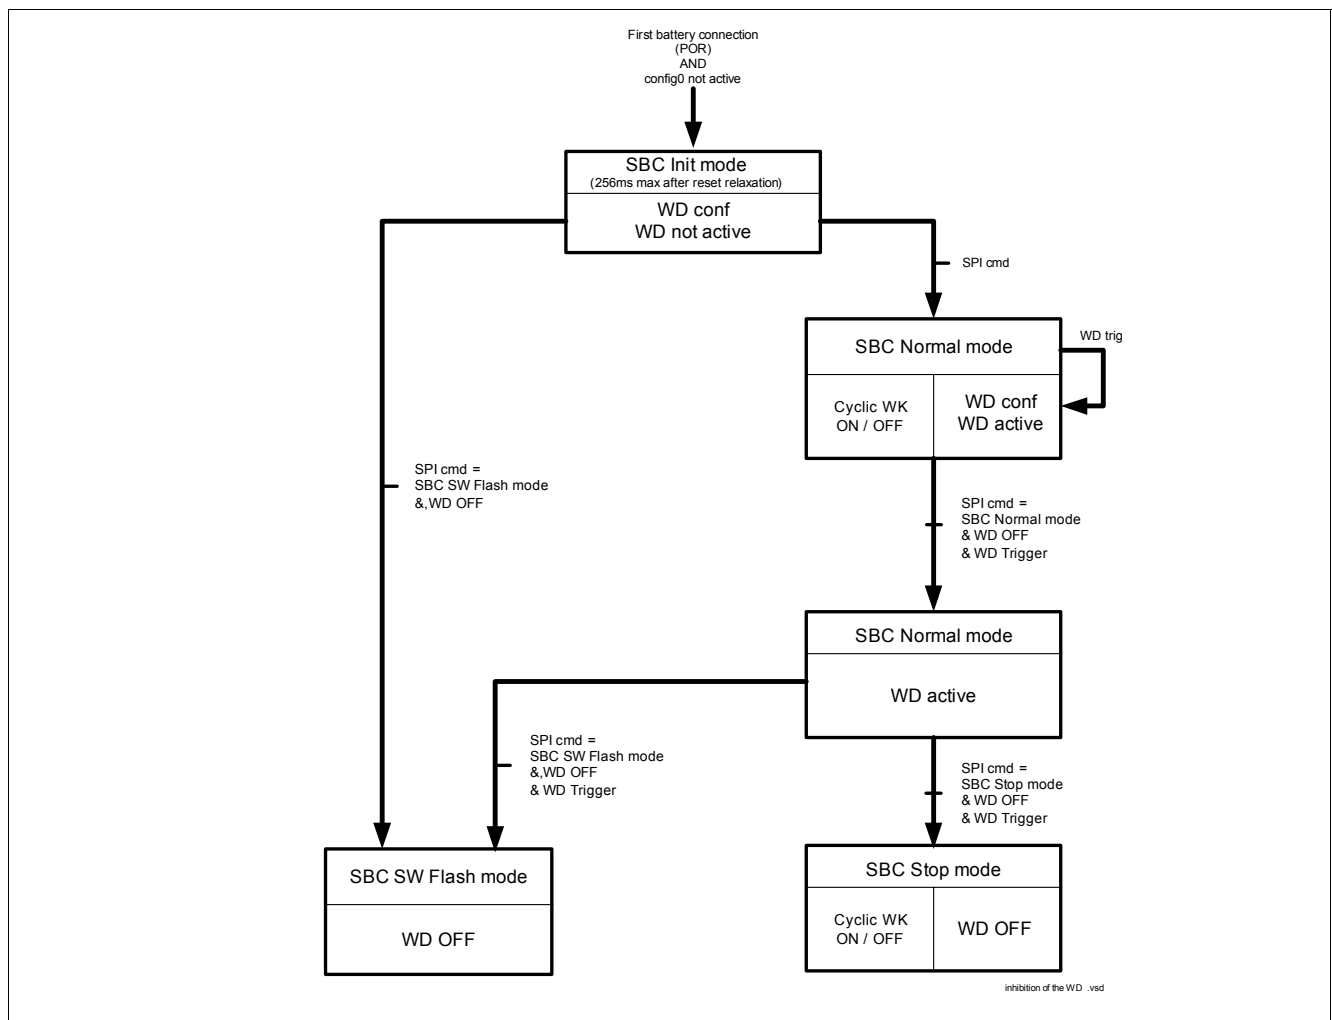 First battery connection
(POR)
AND
config0 not active
SBC Init mode
(256ms max after reset relaxation)
WD conf
WD not active
SPI cmd
SBC Normal mode
WD trig
Cyclic WK
ON / OFF
WD conf
WD active
SPI cmd =
SBC SW Flash mode
&,WD OFF
SPI cmd =
SBC Normal mode
& WD OFF
& WD Trigger
SBC Normal mode
WD active
SPI cmd =
SBC SW Flash mode
&,WD OFF
& WD Trigger
SPI cmd =
SBC Stop mode
& WD OFF
& WD Trigger
SBC SW Flash mode
WD OFF
SBC Stop mode
Cyclic WK
ON / OFF
WD OFF
inhibition of the WD .vsd